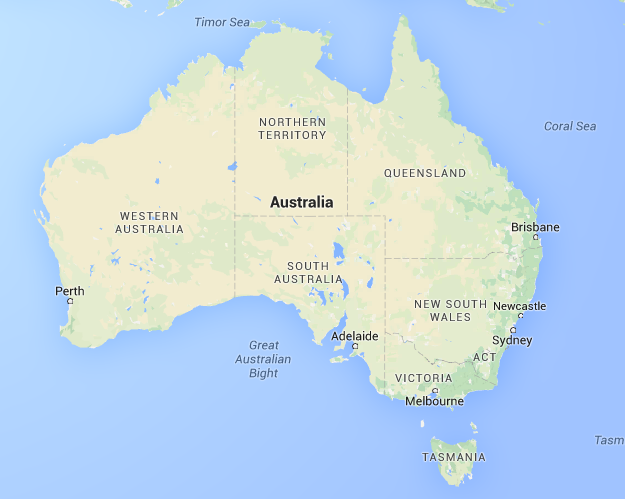 Timor Sea
NORTHERN
TERRITORY
Coral Sea
QUEENSLAND
Australia
WESTERN
AUSTRALIA
Brisbane
SOUTH
AUSTRALIA
Perth
NEW SOUTH
WALES
Newcastle
Adelaide
Sydney
Great
Australian
Bight
ACT
VICTORIA
Melbourne
Tasm
TASMANIA